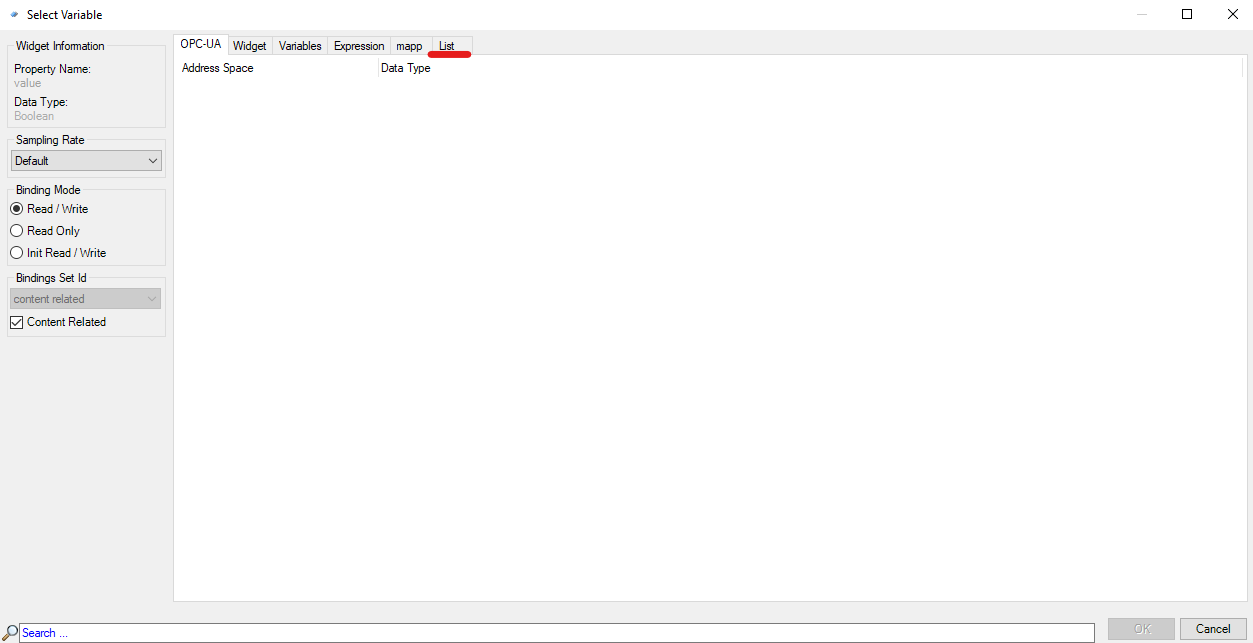 Select Variable
Widget Information
Property Name:
value
Data Type:
Boolean
Sampling Rate
Default
Binding Mode
Read / Write
Read Only
Init Read / Write
Bindings Set Id
content related
Content Related
OPC-UA Widget Variables Expression mapp List
Address Space Data Type
Search ...
OK Cancel